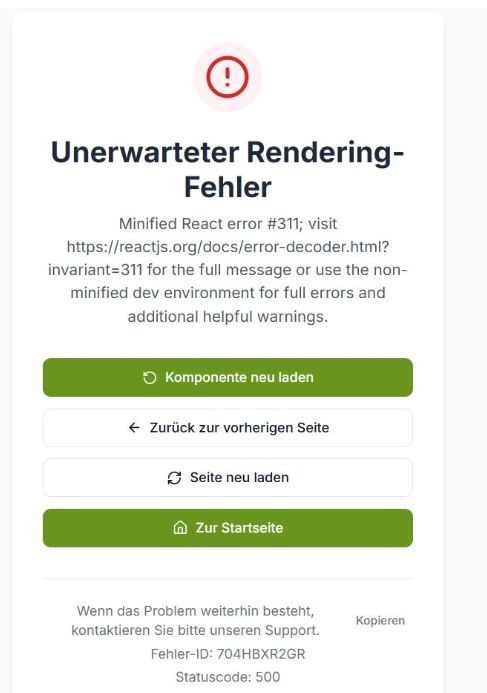 Unerwarteter Rendering-
Fehler
Minified React error #311; visit
https://reactjs.org/docs/error-decoder.html?
invariant=311 for the full message or use the non-
minified dev environment for full errors and
additional helpful warnings.
Komponente neu laden
Zurück zur vorherigen Seite
Seite neu laden
Zur Startseite
Wenn das Problem weiterhin besteht,
kontaktieren Sie bitte unseren Support.
Kopieren
Fehler-ID: 704HBXR2GR
Statuscode: 500